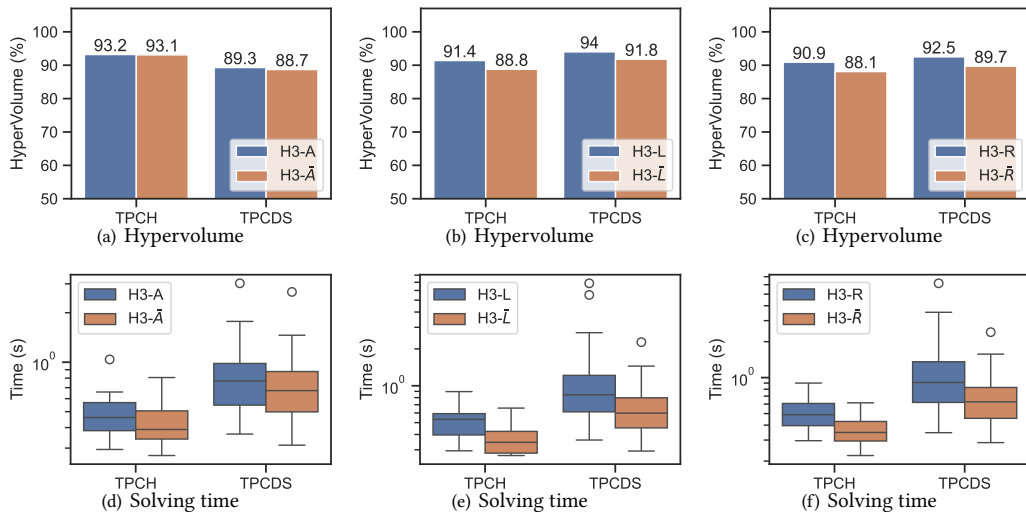 HyperVolume (%)
100
90
80
70
60
50
93.2
93.1
89.3
88.7
H3-A
H3-Ā
TPCH
TPCDS
(a) Hypervolume
HyperVolume (%)
100
90
80
70
60
50
91.4
88.8
94
91.8
H3-L
H3-L̄
TPCH
TPCDS
(b) Hypervolume
HyperVolume (%)
100
90
80
70
60
50
90.9
88.1
92.5
89.7
H3-R
H3-R̄
TPCH
TPCDS
(c) Hypervolume
Time (s)
10⁰
H3-A
H3-Ā
TPCH
TPCDS
(d) Solving time
Time (s)
10⁰
H3-L
H3-L̄
TPCH
TPCDS
(e) Solving time
Time (s)
10⁰
H3-R
H3-R̄
TPCH
TPCDS
(f) Solving time